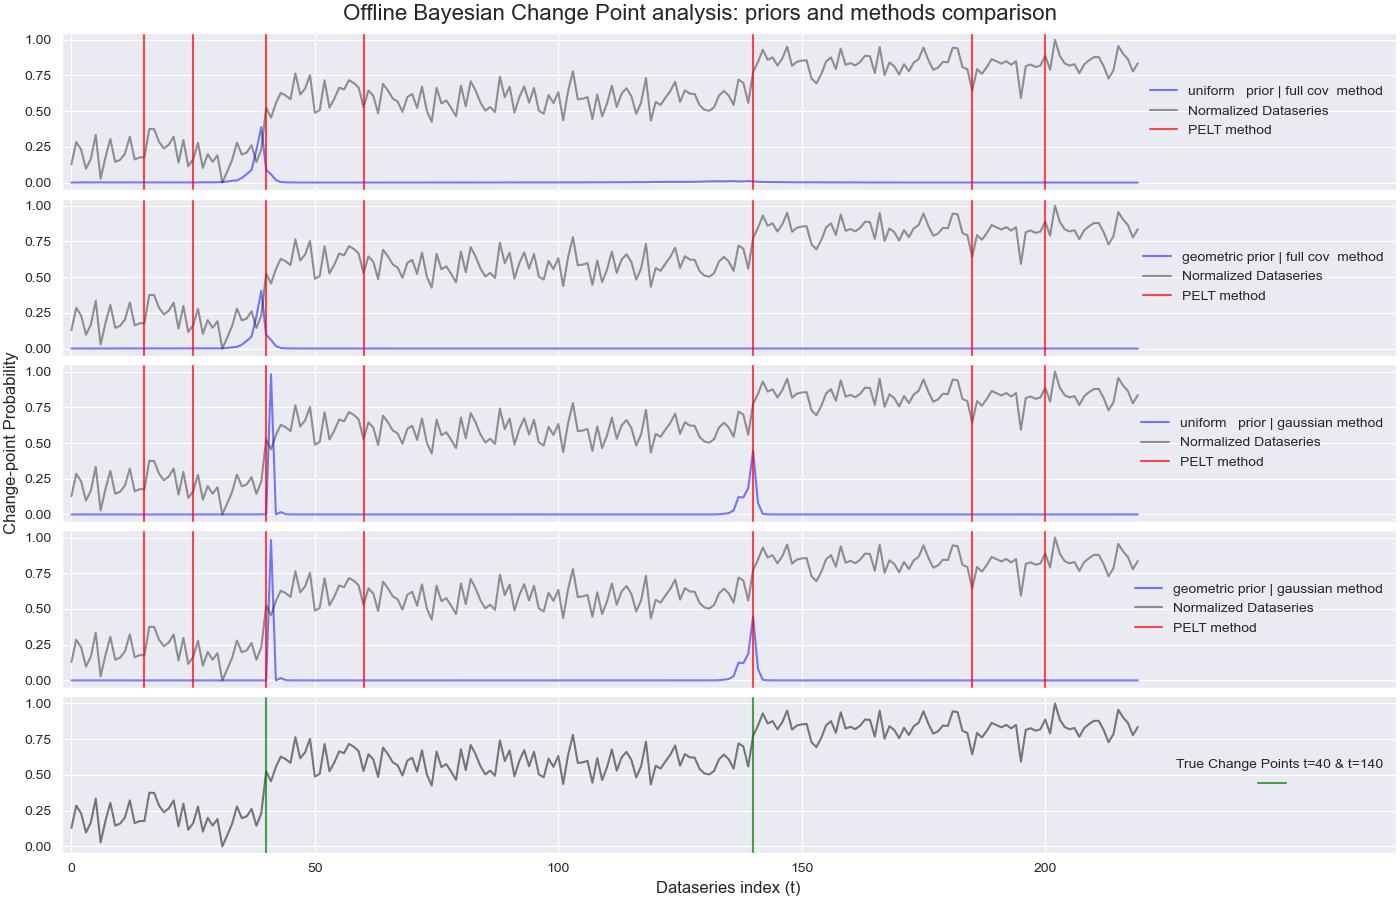 Offline Bayesian Change Point analysis: priors and methods comparison
Change-point Probability
1.00
0.75
0.50
0.25
0.00
uniform   prior | full cov  method
Normalized Dataseries
PELT method
1.00
0.75
0.50
0.25
0.00
geometric prior | full cov  method
Normalized Dataseries
PELT method
1.00
0.75
0.50
0.25
0.00
uniform   prior | gaussian method
Normalized Dataseries
PELT method
1.00
0.75
0.50
0.25
0.00
geometric prior | gaussian method
Normalized Dataseries
PELT method
1.00
0.75
0.50
0.25
0.00
True Change Points t=40 & t=140
0 50 100 150 200
Dataseries index (t)